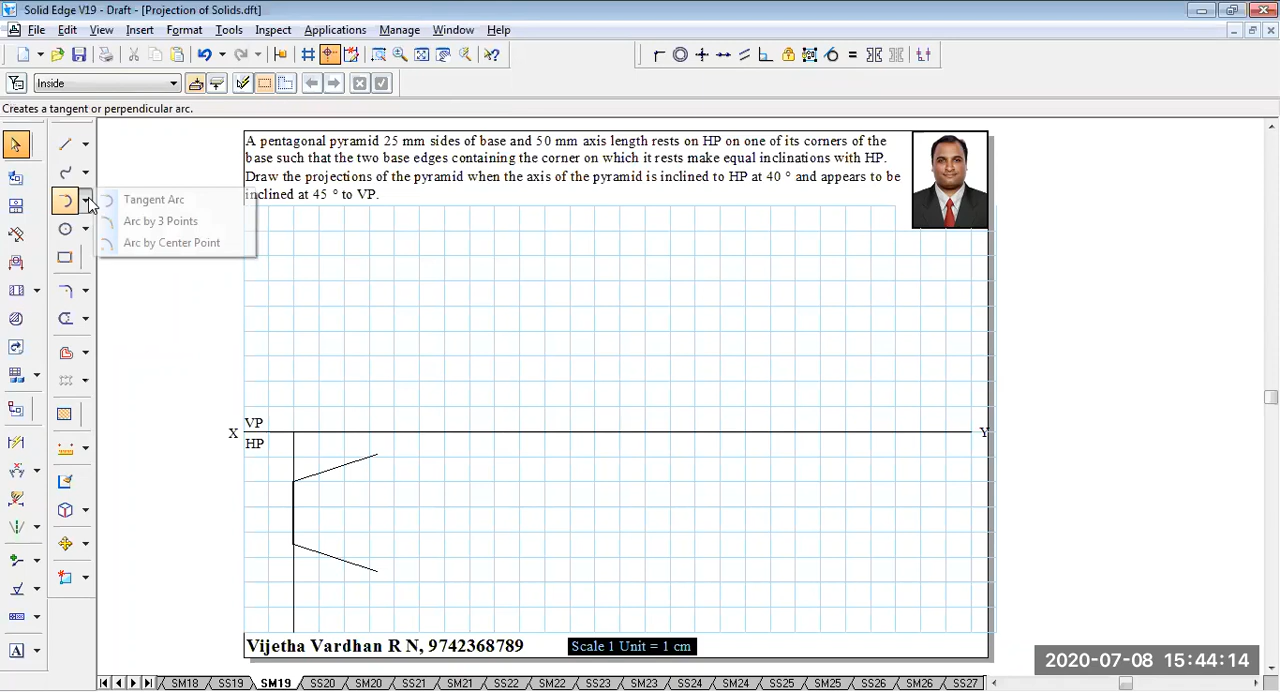 Solid Edge V19 - Draft - [Projection of Solids.dft]
File Edit View Insert Format Tools Inspect Applications Manage Window Help
Inside
Creates a tangent or perpendicular arc.
Tangent Arc
Arc by 3 Points
Arc by Center Point
A pentagonal pyramid 25 mm sides of base and 50 mm axis length rests on HP on one of its corners of the
base such that the two base edges containing the corner on which it rests make equal inclinations with HP.
Draw the projections of the pyramid when the axis of the pyramid is inclined to HP at 40 ° and appears to be
inclined at 45 ° to VP.
VP
X
Y
HP
Vijetha Vardhan R N, 9742368789
Scale 1 Unit = 1 cm
2020-07-08 15:44:14
SM18 SS19 SM19 SS20 SM20 SS21 SM21 SS22 SM22 SS23 SM23 SS24 SM24 SS25 SM25 SS26 SM26 SS27